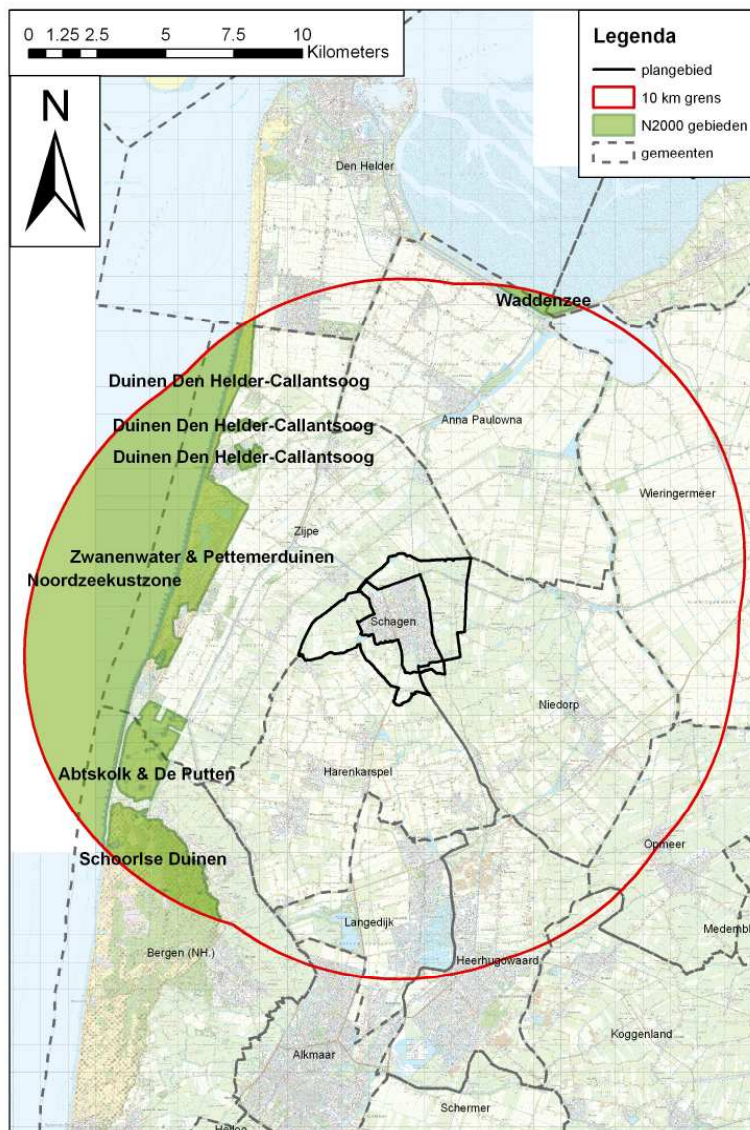 0 1.25 2.5 5 7.5 10
Kilometers
N
Legenda
plangebied
10 km grens
N2000 gebieden
gemeenten
Den Helder
Waddenzee
Duinen Den Helder-Callantsoog
Anna Paulowna
Duinen Den Helder-Callantsoog
Duinen Den Helder-Callantsoog
Wieringermeer
Zijpe
Zwanenwater & Pettemerduinen
Noordzeekustzone
Schagen
Niedorp
Harenkarspel
Abtskolk & De Putten
Opmeer
Schoorlse Duinen
Langedijk
Medembl
Bergen (NH.)
Heerhugowaard
Koggenland
Alkmaar
Schermer